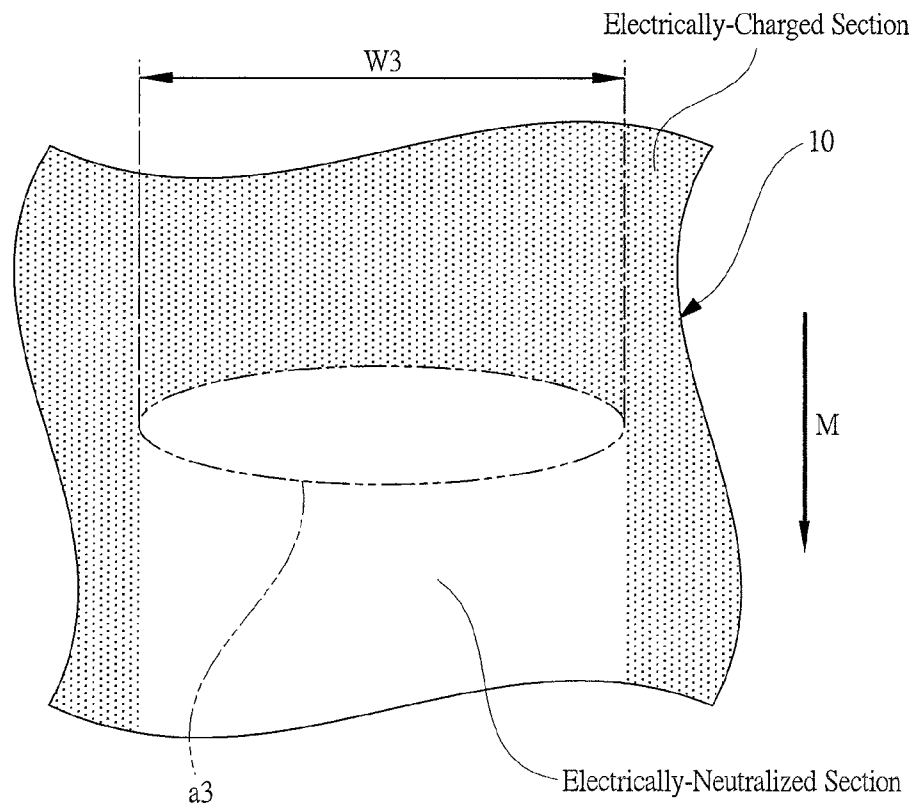 Electrically-Charged Section
W3
10
M
a3
Electrically-Neutralized Section